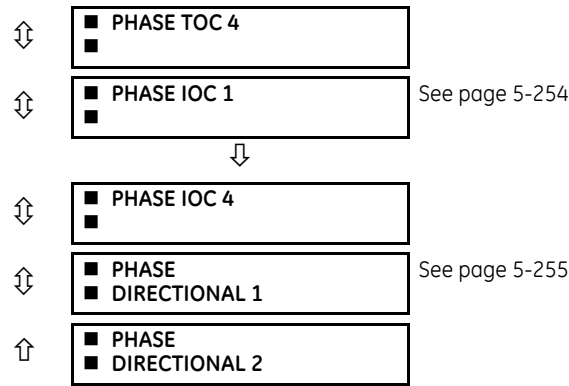 ■ PHASE TOC 4
■
■ PHASE IOC 1 See page 5-254
■
■ PHASE IOC 4
■
■ PHASE See page 5-255
■ DIRECTIONAL 1
■ PHASE
■ DIRECTIONAL 2